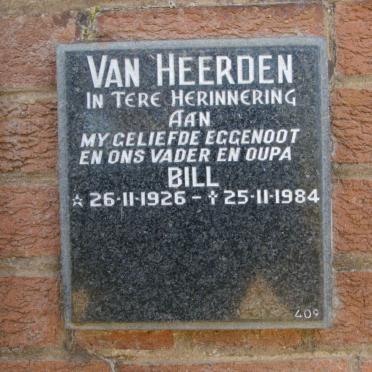 VAN HEERDEN
IN TERE HERINNERING
AAN
MY GELIEFDE EGGENOOT
EN ONS VADER EN OUPA
BILL
☆ 26-11-1926 - ✝ 25-11-1984
409